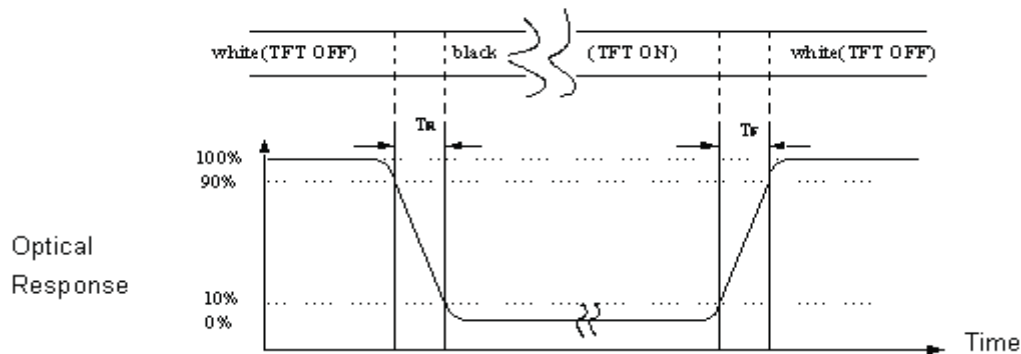 white(TFT OFF) black (TFT ON) white(TFT OFF)
TR TF
100%
90%
Optical
Response
10%
0%
Time